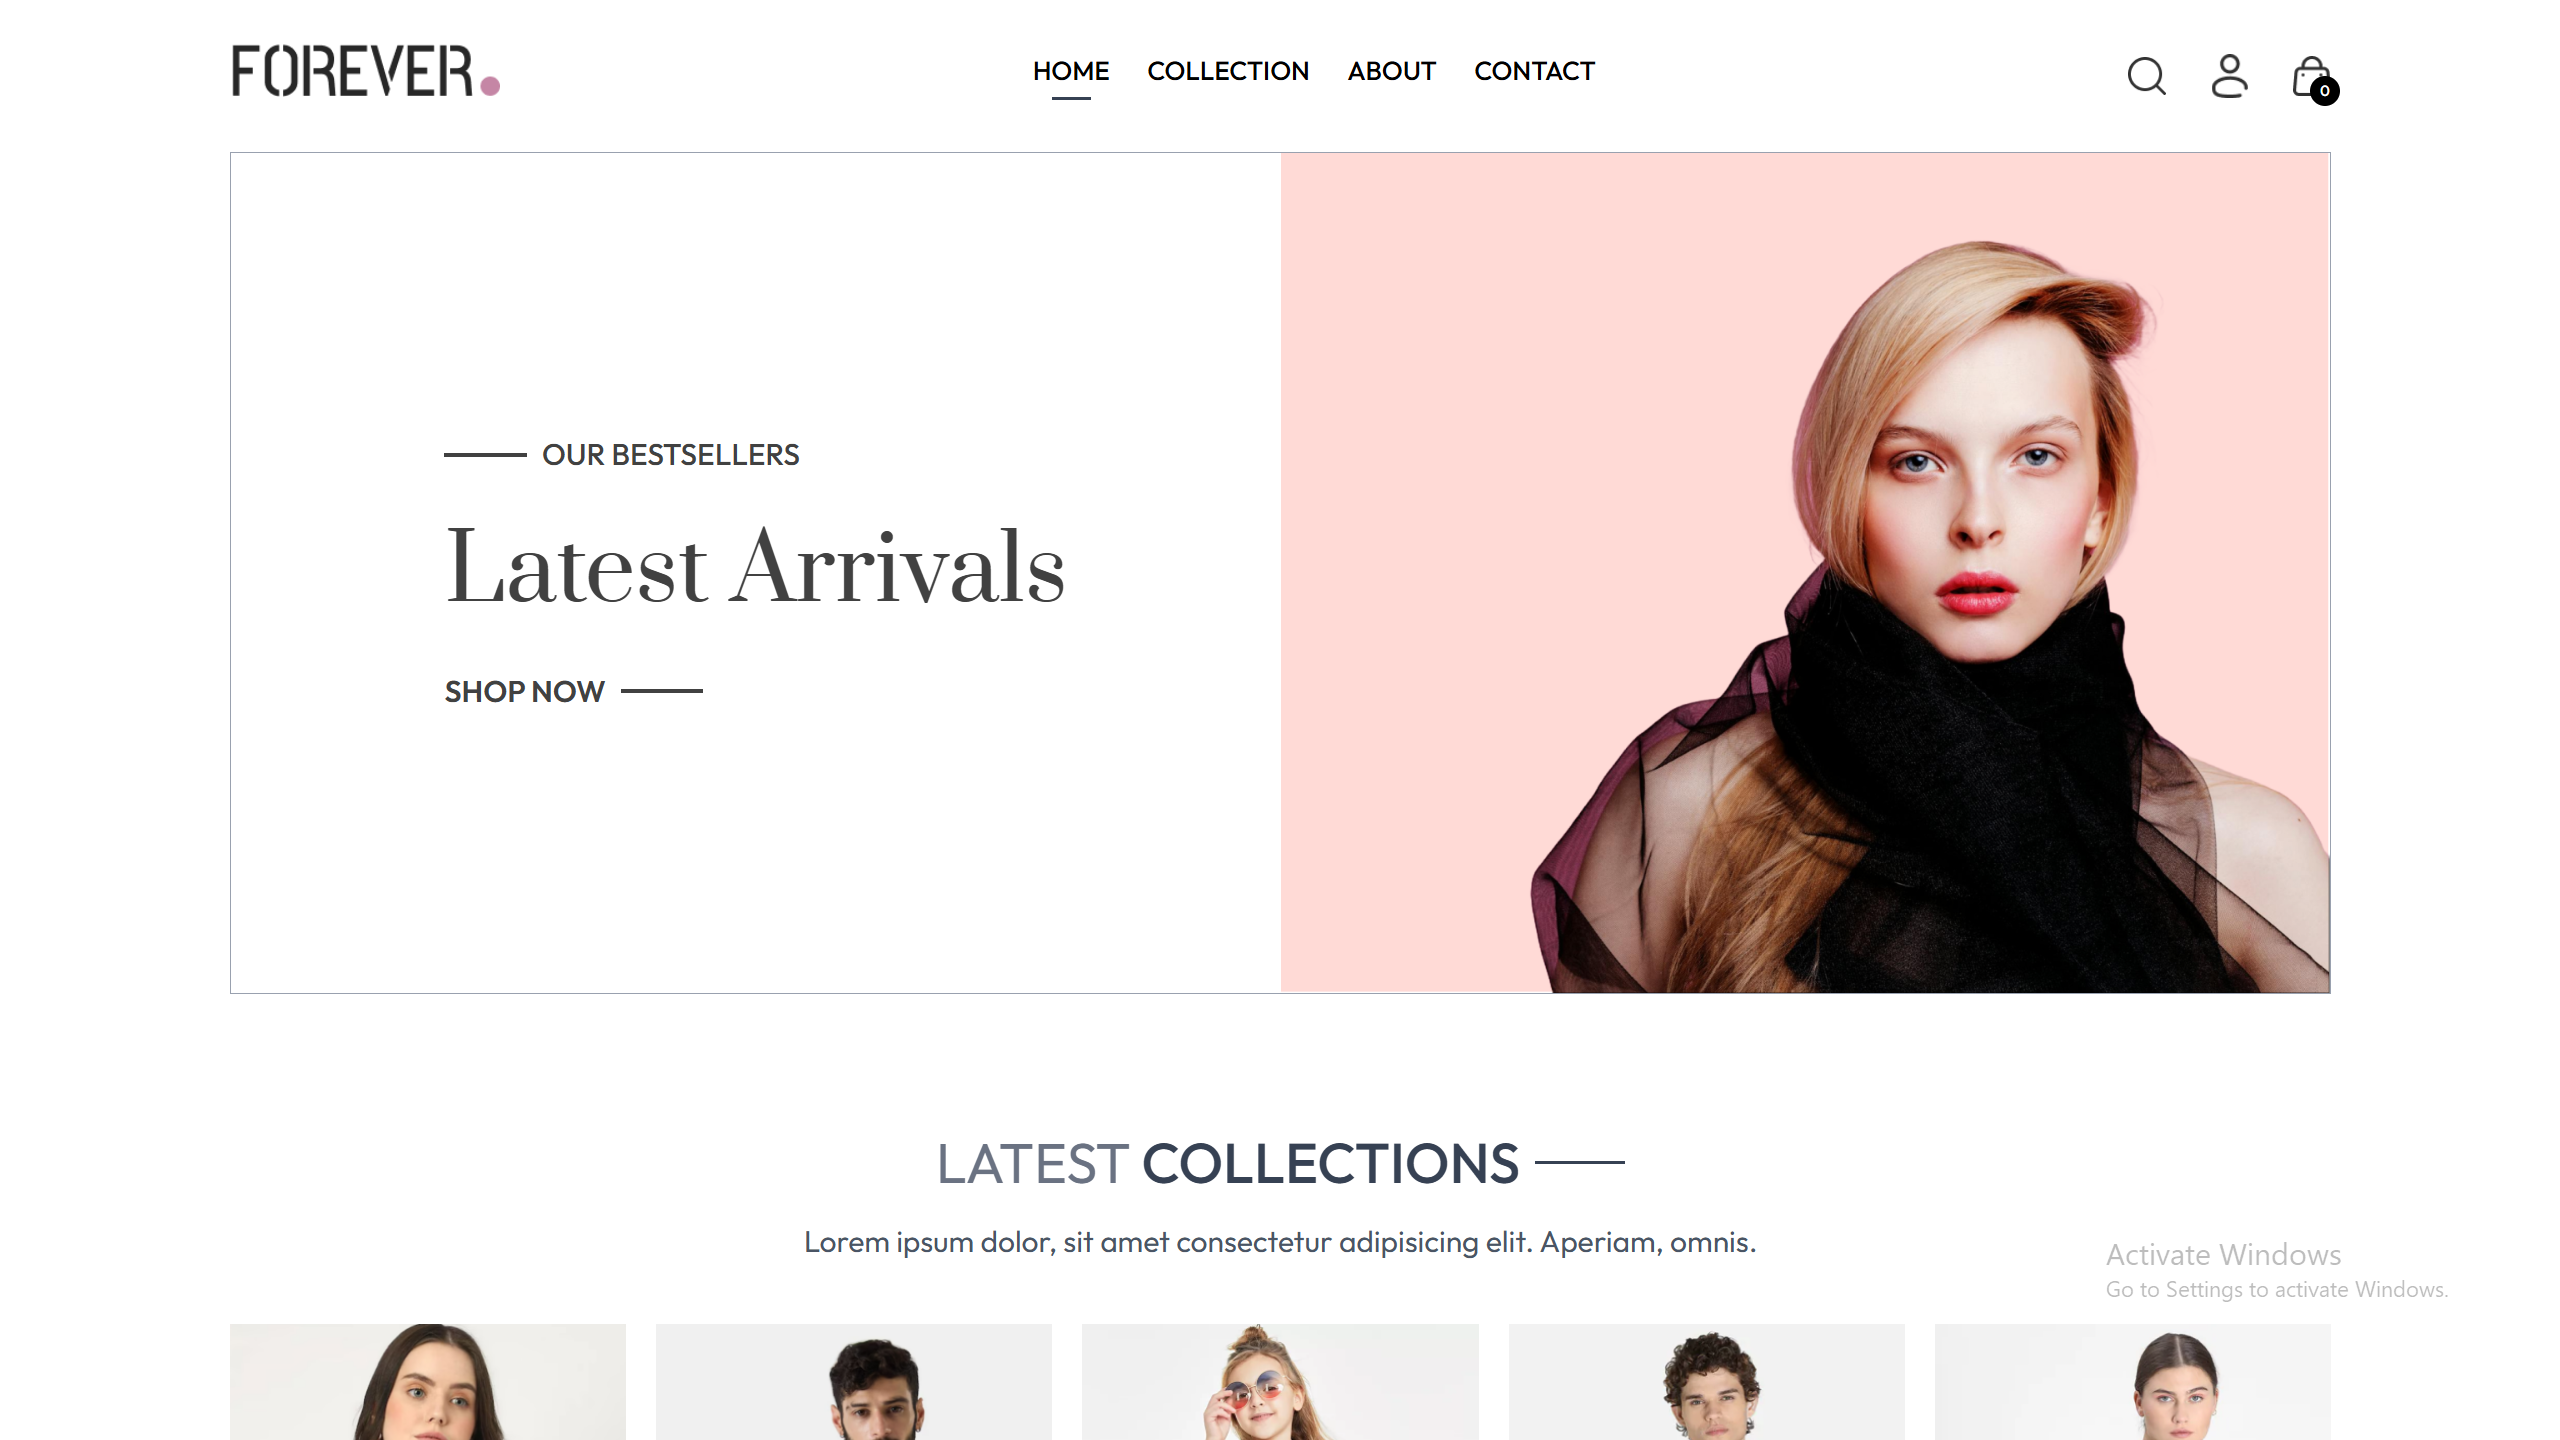 FOREVER.
HOME COLLECTION ABOUT CONTACT
0
OUR BESTSELLERS
Latest Arrivals
SHOP NOW
LATEST COLLECTIONS
Lorem ipsum dolor, sit amet consectetur adipisicing elit. Aperiam, omnis.
Activate Windows
Go to Settings to activate Windows.